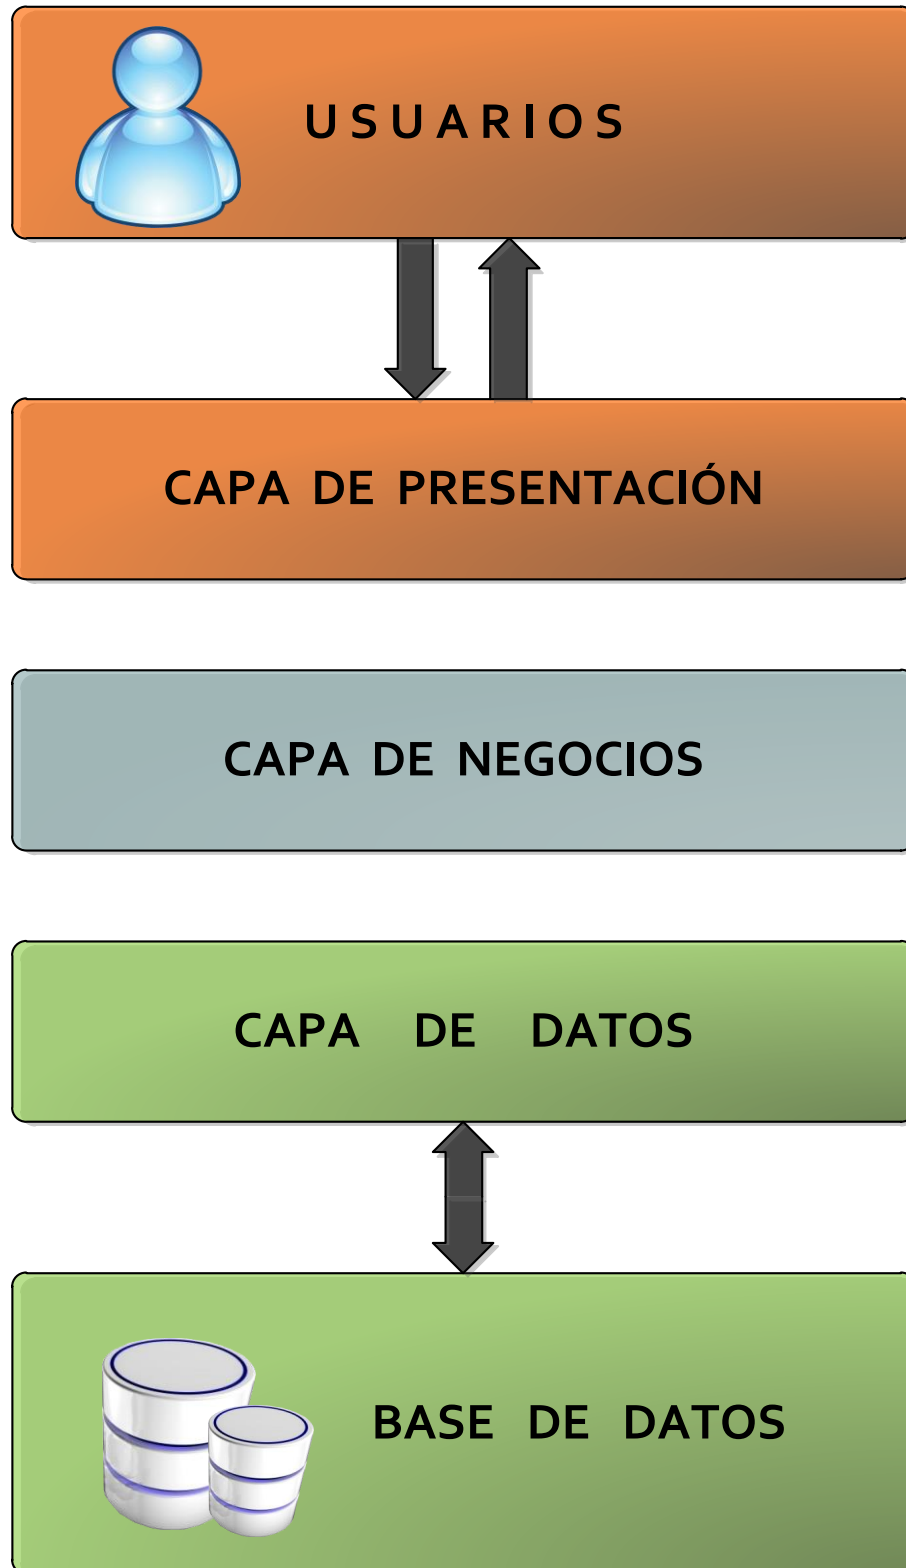 USUARIOS
CAPA DE PRESENTACIÓN
CAPA DE NEGOCIOS
CAPA DE DATOS
BASE DE DATOS